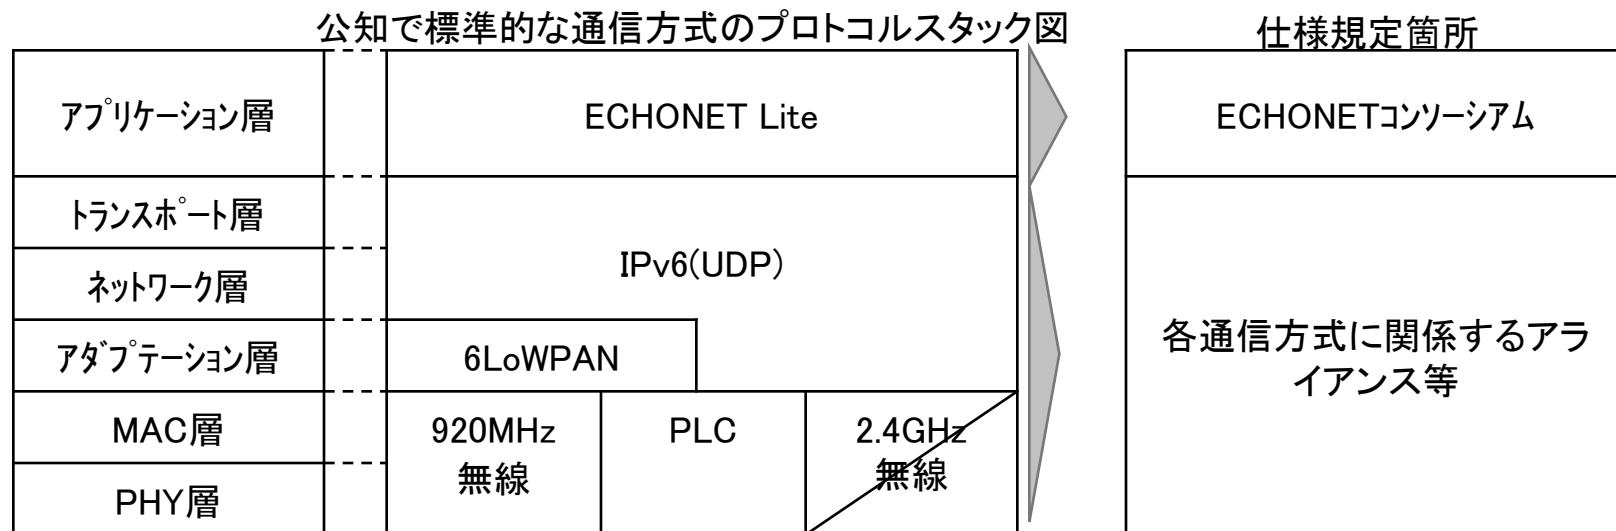 公知で標準的な通信方式のプロトコルスタック図
仕様規定箇所
アプリケーション層
ECHONET Lite
ECHONETコンソーシアム
トランスポート層
IPv6(UDP)
ネットワーク層
アダプテーション層
6LoWPAN
各通信方式に関係するアラ
イアンス等
MAC層
920MHz
無線
PLC
2.4GHz
無線
PHY層